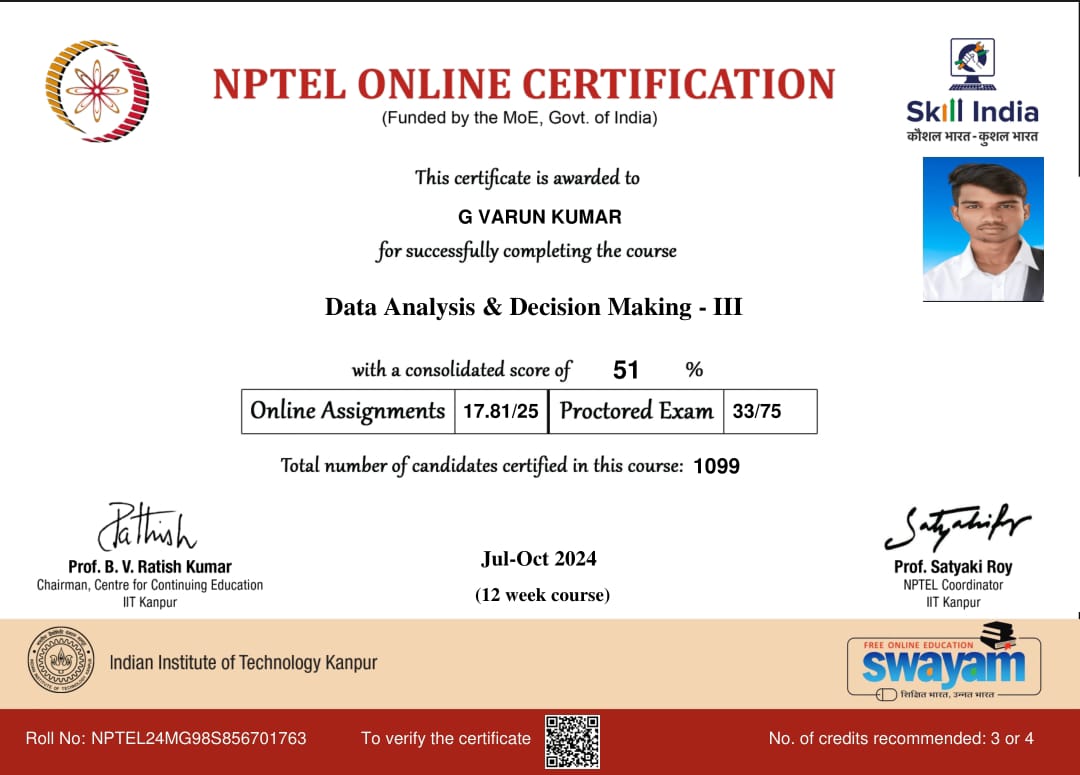 NPTEL ONLINE CERTIFICATION
(Funded by the MoE, Govt. of India)
Skill India
कौशल भारत-कुशल भारत
This certificate is awarded to
G VARUN KUMAR
for successfully completing the course
Data Analysis & Decision Making - III
with a consolidated score of 51 %
Online Assignments 17.81/25 Proctored Exam 33/75
Total number of candidates certified in this course: 1099
Prof. B. V. Ratish Kumar
Chairman, Centre for Continuing Education
IIT Kanpur
Jul-Oct 2024
(12 week course)
Prof. Satyaki Roy
NPTEL Coordinator
IIT Kanpur
Indian Institute of Technology Kanpur
FREE ONLINE EDUCATION
swayam
शिक्षित भारत, उन्नत भारत
Roll No: NPTEL24MG98S856701763
To verify the certificate
No. of credits recommended: 3 or 4